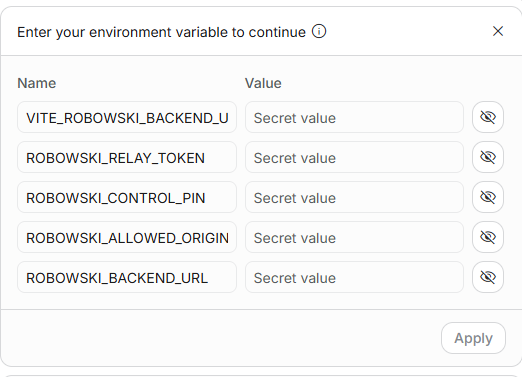 Enter your environment variable to continue
Name Value
VITE_ROBOWSKI_BACKEND_U Secret value
ROBOWSKI_RELAY_TOKEN Secret value
ROBOWSKI_CONTROL_PIN Secret value
ROBOWSKI_ALLOWED_ORIGIN Secret value
ROBOWSKI_BACKEND_URL Secret value
Apply